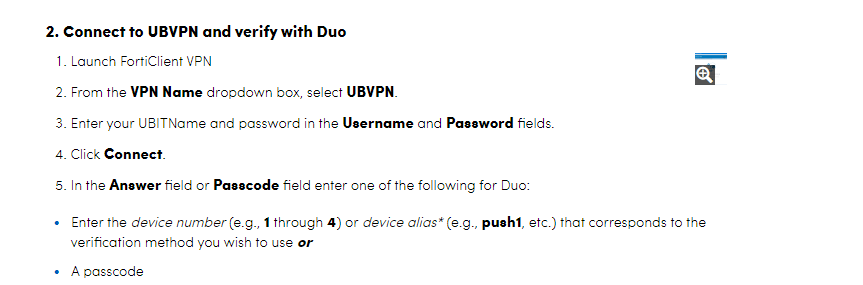 2. Connect to UBVPN and verify with Duo
1. Launch FortiClient VPN
2. From the VPN Name dropdown box, select UBVPN.
3. Enter your UBITName and password in the Username and Password fields.
4. Click Connect.
5. In the Answer field or Passcode field enter one of the following for Duo:
• Enter the device number (e.g., 1 through 4) or device alias* (e.g., push1, etc.) that corresponds to the
verification method you wish to use or
• A passcode